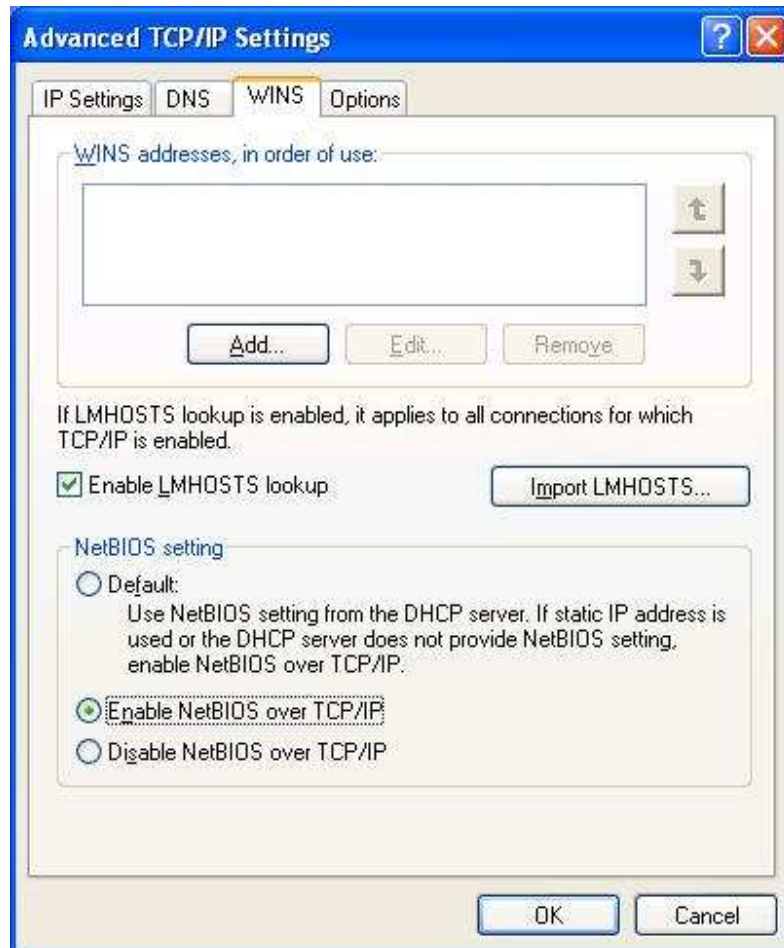 Advanced TCP/IP Settings
IP Settings DNS WINS Options
WINS addresses, in order of use:
Add... Edit... Remove
If LMHOSTS lookup is enabled, it applies to all connections for which
TCP/IP is enabled.
Enable LMHOSTS lookup Import LMHOSTS...
NetBIOS setting
Default:
Use NetBIOS setting from the DHCP server. If static IP address is
used or the DHCP server does not provide NetBIOS setting,
enable NetBIOS over TCP/IP.
Enable NetBIOS over TCP/IP
Disable NetBIOS over TCP/IP
OK Cancel